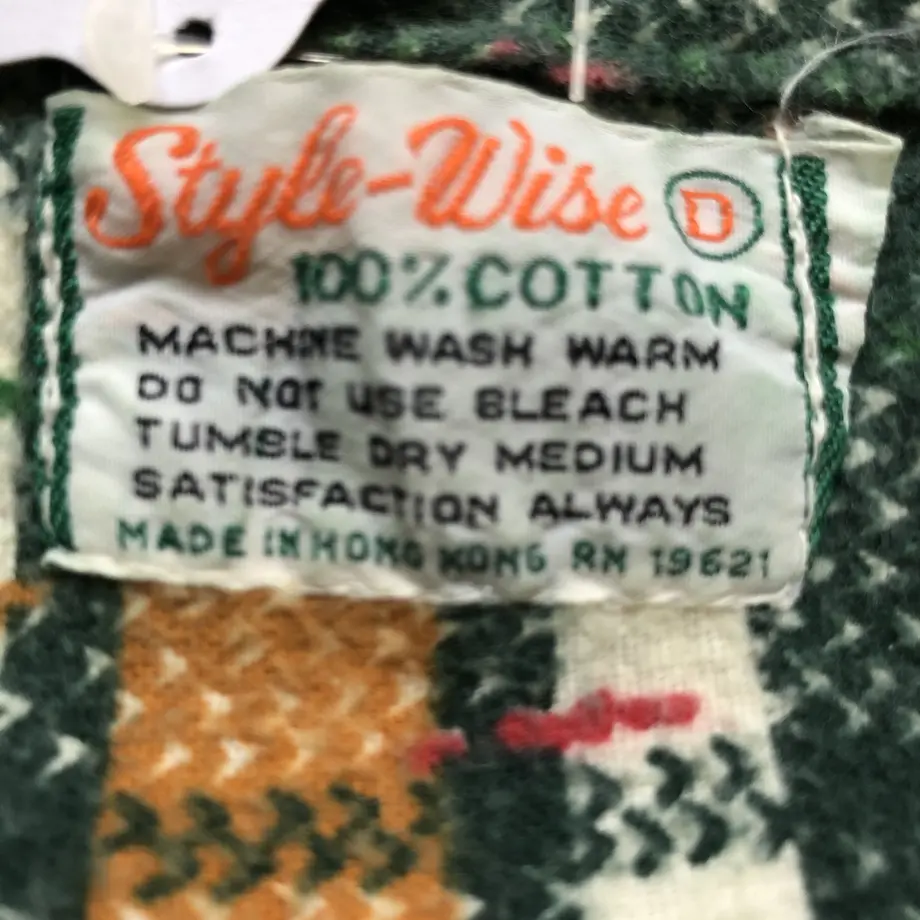 Style-Wise D
100% COTTON
MACHINE WASH WARM
DO NOT USE BLEACH
TUMBLE DRY MEDIUM
SATISFACTION ALWAYS
MADE IN HONG KONG RN 19621